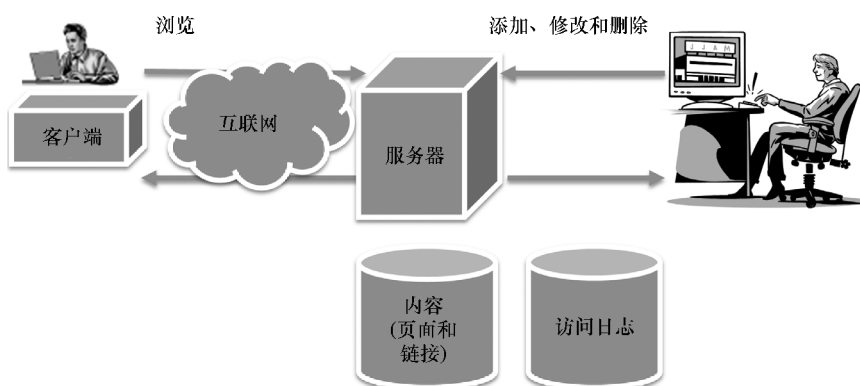 浏览
添加、修改和删除
客户端
互联网
服务器
内容
(页面和
链接)
访问日志